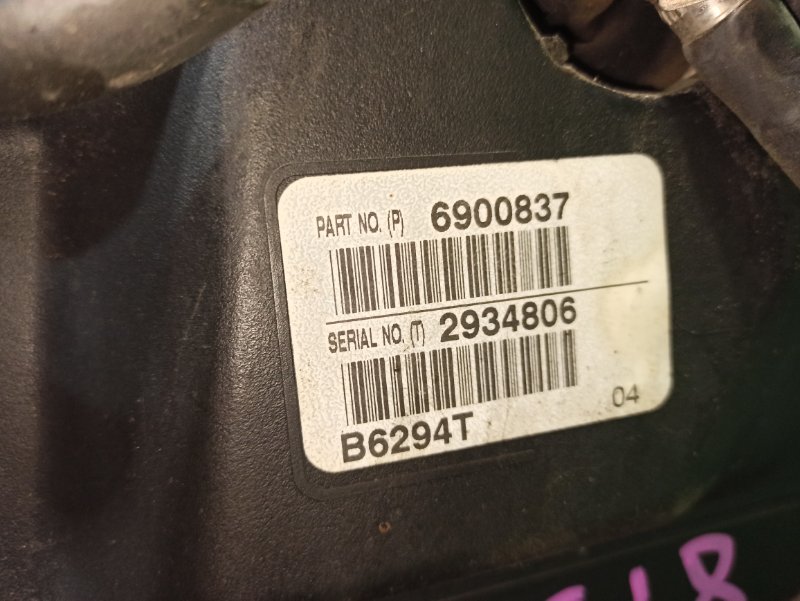 PART NO. (P) 6900837
SERIAL NO. (T) 2934806
B6294T
04